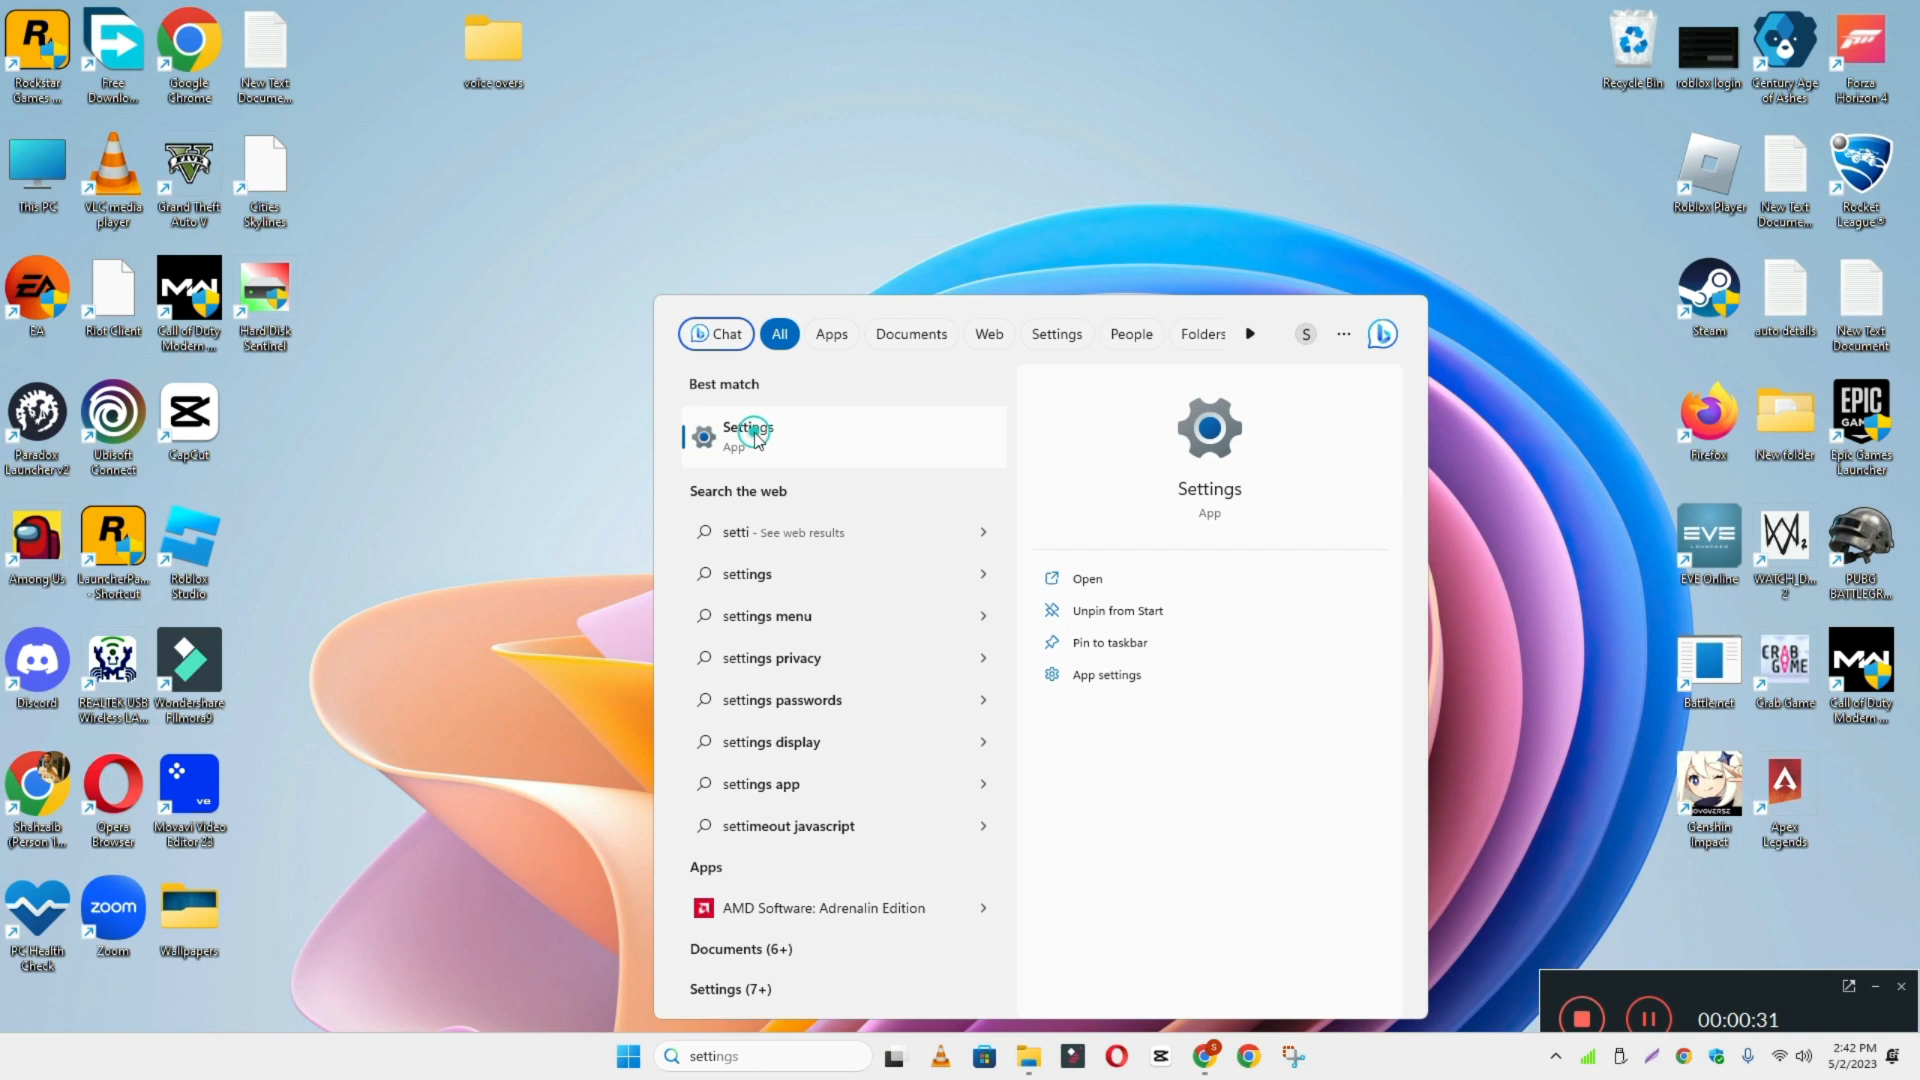 Rockstar
Games ...
Free
Downlo...
Google
Chrome
New Text
Docume...
voice overs
Recycle Bin
roblox login
Century Age
of Ashes
Forza
Horizon 4
This PC
VLC media
player
Grand Theft
Auto V
Cities
Skylines
Roblox Player
New Text
Docume...
Rocket
League®
EA
Riot Client
Call of Duty
Modern ...
Hard Disk
Sentinel
Steam
auto details
New Text
Document
Paradox
Launcher v2
Ubisoft
Connect
CapCut
Firefox
New folder
Epic Games
Launcher
Among Us
LauncherPa...
- Shortcut
Roblox
Studio
EVE Online
WATCH_D...
2
PUBG
BATTLEGR...
Discord
REALTEK USB
Wireless LA...
Wondershare
Filmora9
Battle.net
Crab Game
Call of Duty
Modern ...
Shahzaib
(Person 1...
Opera
Browser
Movavi Video
Editor 23
Genshin
Impact
Apex
Legends
PC Health
Check
Zoom
Wallpapers
Chat All Apps Documents Web Settings People Folders S ...
Best match
Settings
App
Search the web
setti - See web results
settings
settings menu
settings privacy
settings passwords
settings display
settings app
settimeout javascript
Apps
AMD Software: Adrenalin Edition
Documents (6+)
Settings (7+)
Settings
App
Open
Unpin from Start
Pin to taskbar
App settings
00:00:31
settings
2:42 PM
5/2/2023